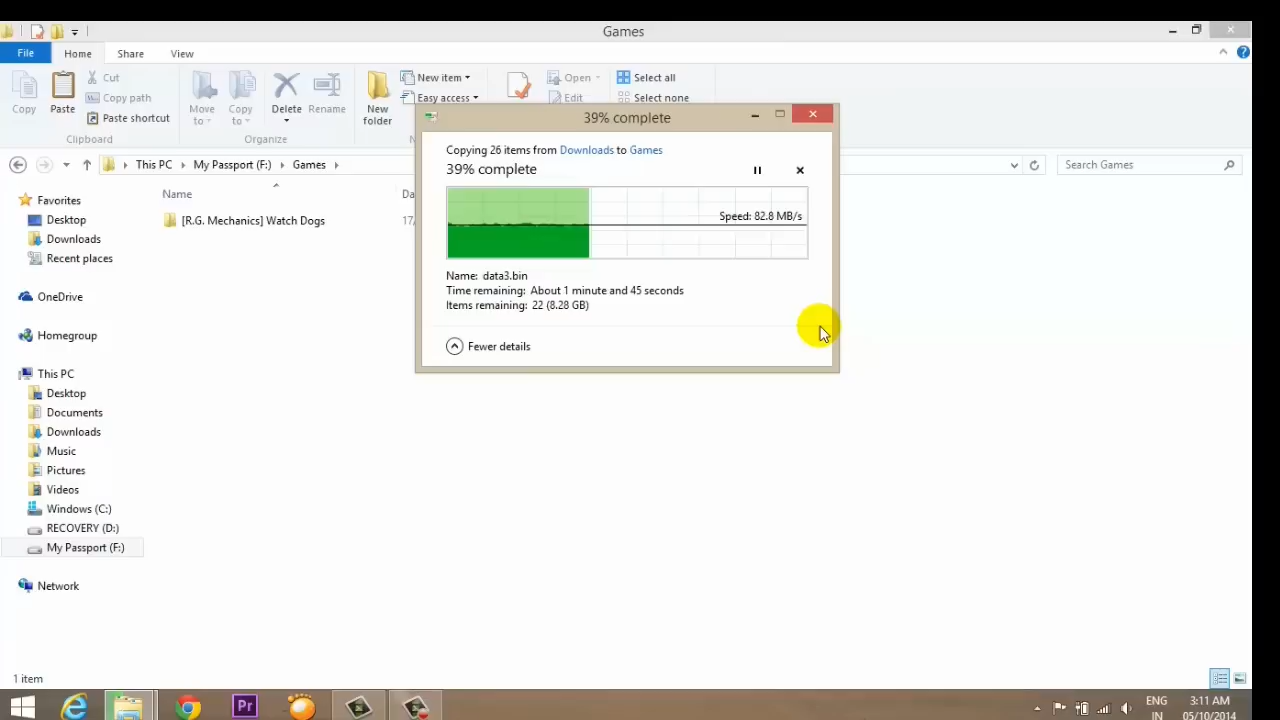 Games
File Home Share View
Copy
Paste
Cut
Copy path
Paste shortcut
Clipboard
Move to
Copy to
Delete
Rename
Organize
New folder
New item
Easy access
Open
Edit
Select all
Select none
This PC My Passport (F:) Games
Search Games
39% complete
Copying 26 items from Downloads to Games
39% complete
Speed: 82.8 MB/s
Name: data3.bin
Time remaining: About 1 minute and 45 seconds
Items remaining: 22 (8.28 GB)
Fewer details
Name
[R.G. Mechanics] Watch Dogs
17/
Favorites
Desktop
Downloads
Recent places
OneDrive
Homegroup
This PC
Desktop
Documents
Downloads
Music
Pictures
Videos
Windows (C:)
RECOVERY (D:)
My Passport (F:)
Network
1 item
Pr
ENG
IN
3:11 AM
05/10/2014